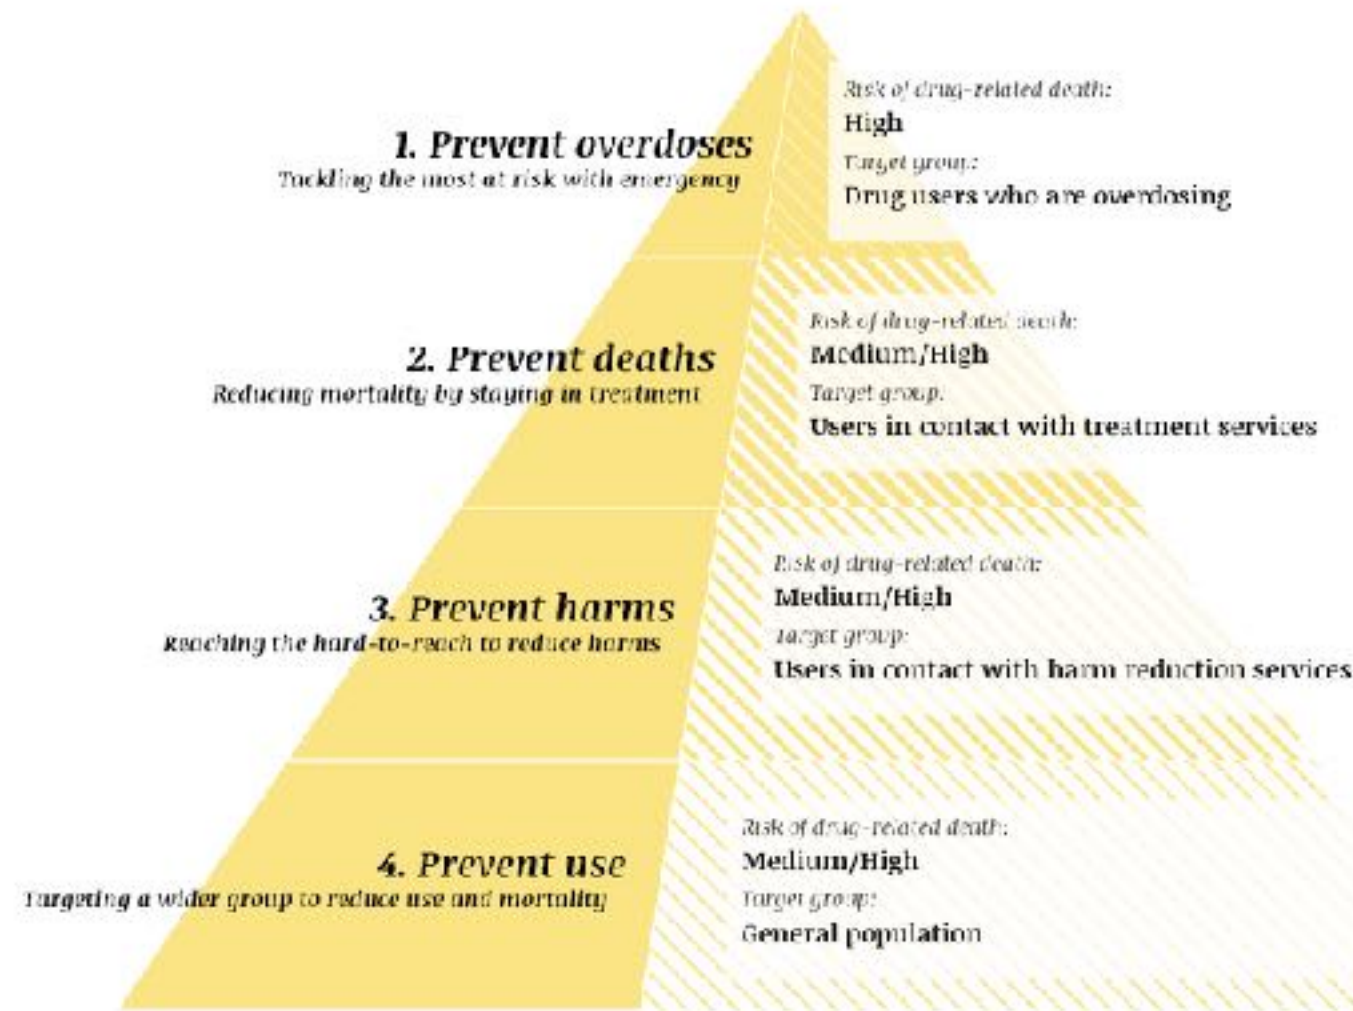 1. Prevent overdoses
Tackling the most at risk with emergency
Risk of drug-related death:
High
Target group:
Drug users who are overdosing
2. Prevent deaths
Reducing mortality by staying in treatment
Risk of drug-related death:
Medium/High
Target group:
Users in contact with treatment services
3. Prevent harms
Reaching the hard-to-reach to reduce harms
Risk of drug-related death:
Medium/High
Target group:
Users in contact with harm reduction services
4. Prevent use
Targeting a wider group to reduce use and mortality
Risk of drug-related death:
Medium/High
Target group:
General population